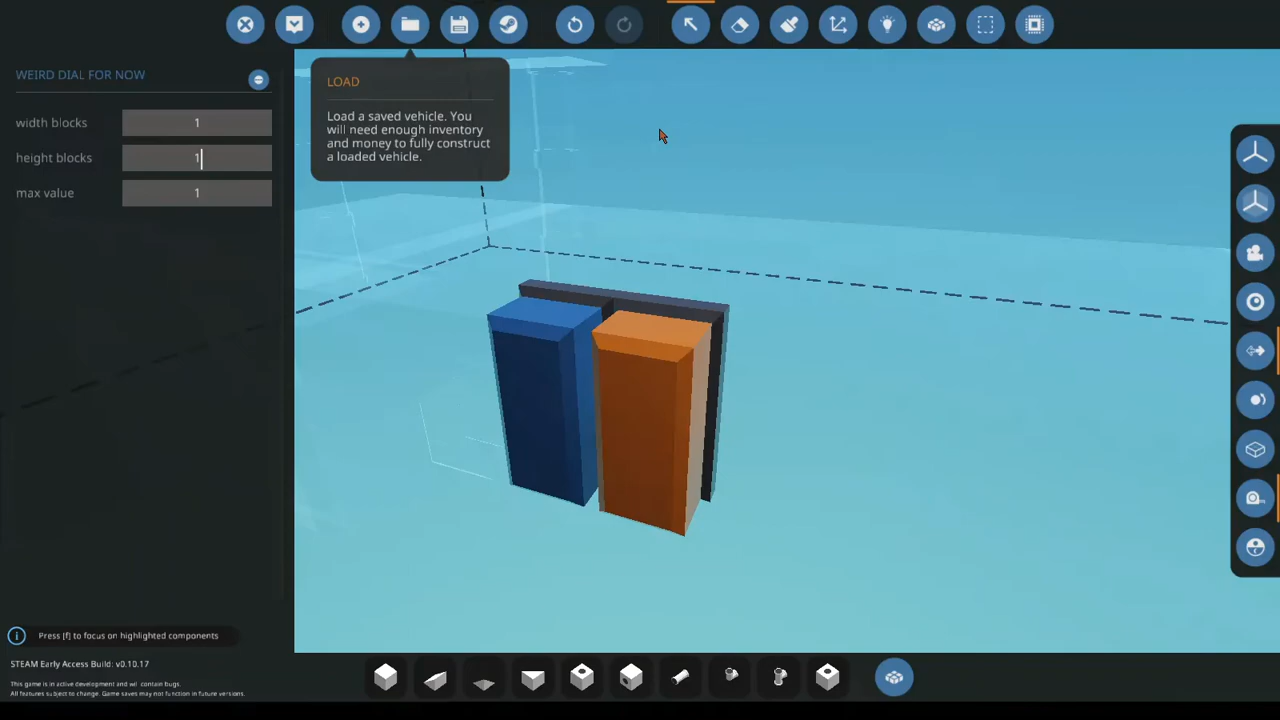 WEIRD DIAL FOR NOW
width blocks 1
height blocks 1
max value 1
LOAD
Load a saved vehicle. You
will need enough inventory
and money to fully construct
a loaded vehicle.
Press [f] to focus on highlighted components
STEAM Early Access Build: v0.10.17
This game is in active development and will contain bugs.
All features subject to change. Game saves may not function in future versions.